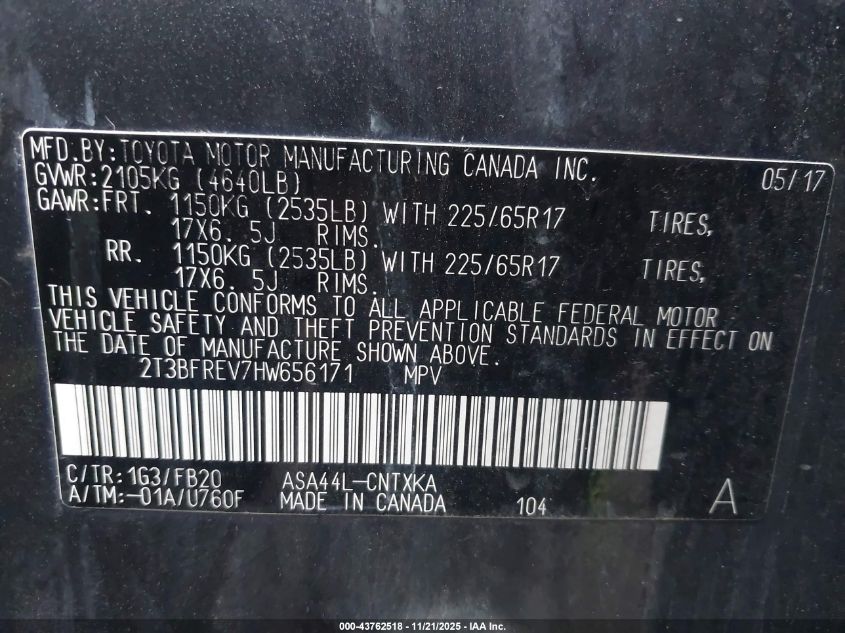 MFD.BY:TOYOTA MOTOR MANUFACTURING CANADA INC. 05/17
GVWR:2105KG (4640LB)
GAWR:FRT. 1150KG (2535LB) WITH 225/65R17 TIRES,
17X6. 5J RIMS.
RR. 1150KG (2535LB) WITH 225/65R17 TIRES,
17X6. 5J RIMS.
THIS VEHICLE CONFORMS TO ALL APPLICABLE FEDERAL MOTOR
VEHICLE SAFETY AND THEFT PREVENTION STANDARDS IN EFFECT ON
THE DATE OF MANUFACTURE SHOWN ABOVE.
2T3BFREV7HW656171 MPV
C/TR:1G3/FB20 ASA44L-CNTXKA
A/TM:-01A/U760F MADE IN CANADA 104 A
000-43762518 - 11/21/2025 - IAA Inc.